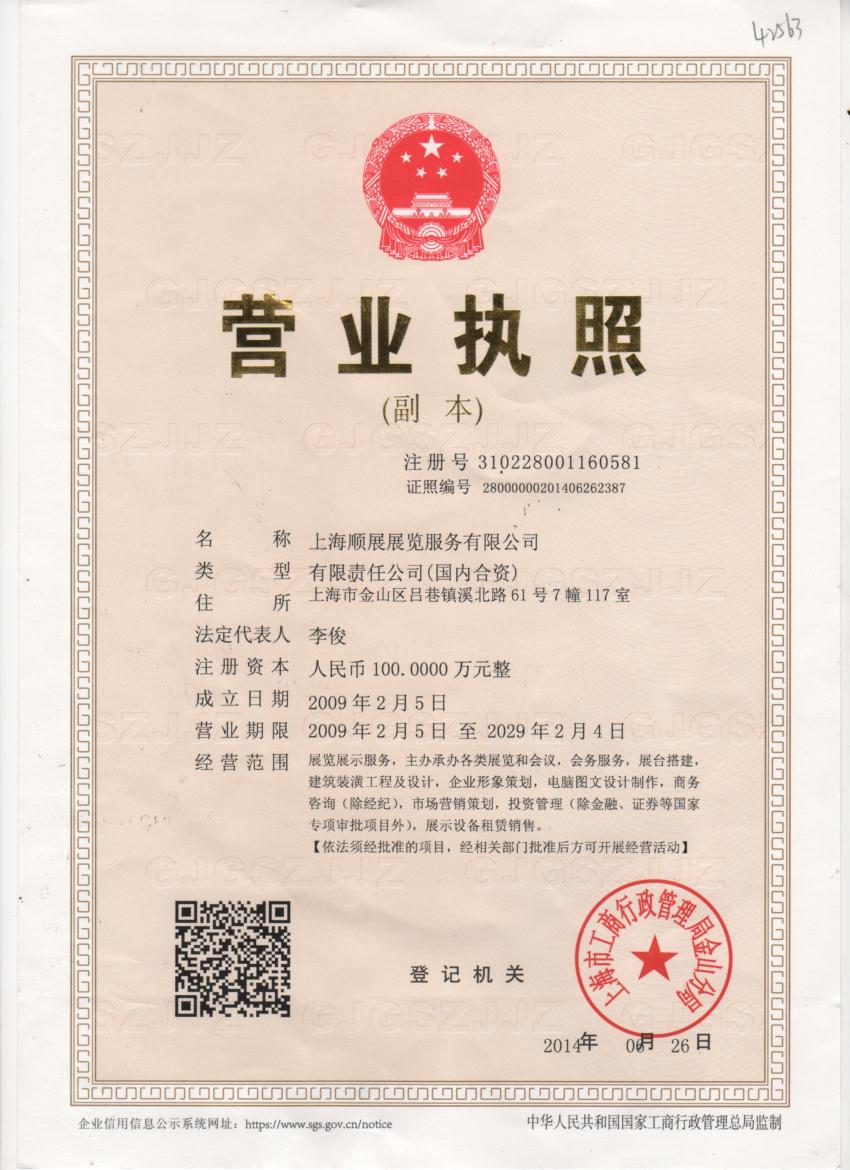 42563
营业执照
(副 本)
注册号 310228001160581
证照编号 28000000201406262387
名 称 上海顺展展览服务有限公司
类 型 有限责任公司(国内合资)
住 所 上海市金山区吕巷镇溪北路61号7幢117室
法定代表人 李俊
注册资本 人民币100.0000万元整
成立日期 2009年2月5日
营业期限 2009年2月5日 至 2029年2月4日
经营范围 展览展示服务，主办承办各类展览和会议，会务服务，展台搭建，
建筑装潢工程及设计，企业形象策划，电脑图文设计制作，商务
咨询（除经纪），市场营销策划，投资管理（除金融、证券等国家
专项审批项目外），展示设备租赁销售。
【依法须经批准的项目，经相关部门批准后方可开展经营活动】
登记机关
上海市工商行政管理局金山分局
2014年 06月 26日
企业信用信息公示系统网址：https://www.sgs.gov.cn/notice
中华人民共和国国家工商行政管理总局监制